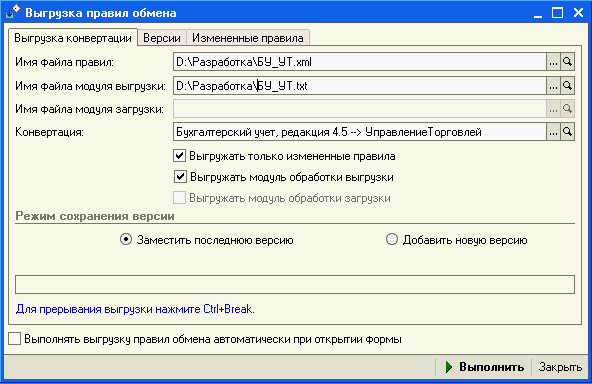 Выгрузка правил обмена
Выгрузка конвертации Версии Измененные правила
Имя файла правил: D:\Разработка\БУ_УТ.xml ...
Имя файла модуля выгрузки: D:\Разработка\БУ_УТ.txt ...
Имя файла модуля загрузки: ...
Конвертация: Бухгалтерский учет, редакция 4.5 --> УправлениеТорговлей ...
Выгружать только измененные правила
Выгружать модуль обработки выгрузки
Выгружать модуль обработки загрузки
Режим сохранения версии
Заместить последнюю версию Добавить новую версию
Для прерывания выгрузки нажмите Ctrl+Break.
Выполнять выгрузку правил обмена автоматически при открытии формы
Выполнить Закрыть